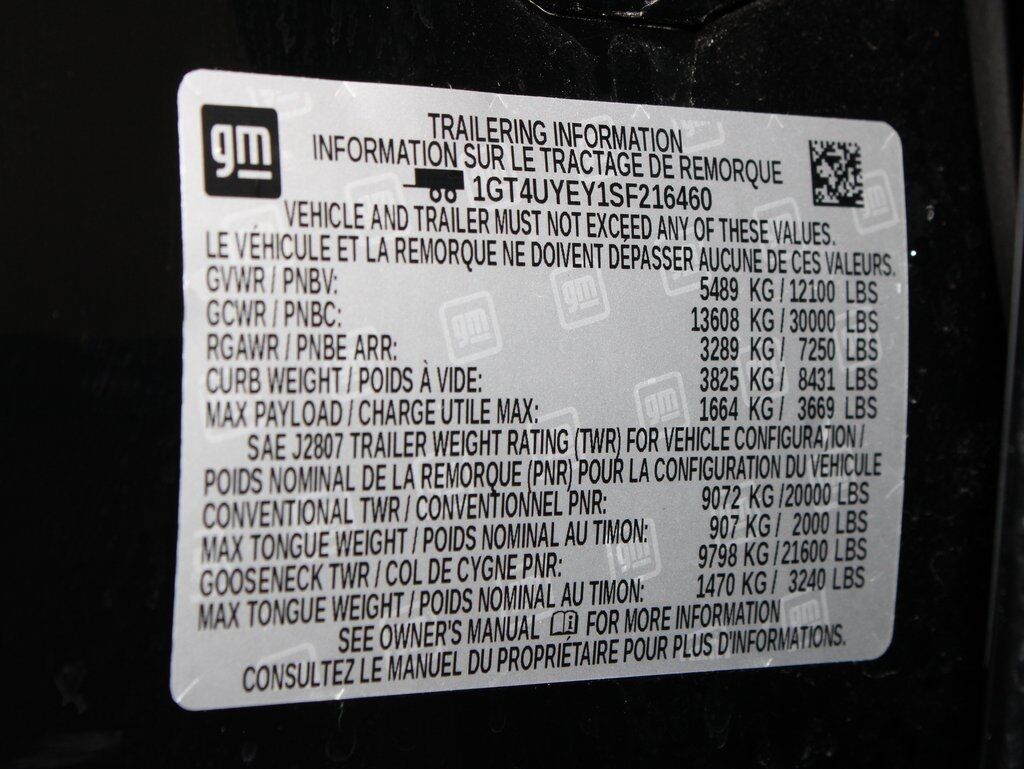 gm
TRAILERING INFORMATION
INFORMATION SUR LE TRACTAGE DE REMORQUE
1GT4UYEY1SF216460
VEHICLE AND TRAILER MUST NOT EXCEED ANY OF THESE VALUES.
LE VÉHICULE ET LA REMORQUE NE DOIVENT DÉPASSER AUCUNE DE CES VALEURS.
GVWR / PNBV: 5489 KG / 12100 LBS
GCWR / PNBC: 13608 KG / 30000 LBS
RGAWR / PNBE ARR: 3289 KG / 7250 LBS
CURB WEIGHT / POIDS À VIDE: 3825 KG / 8431 LBS
MAX PAYLOAD / CHARGE UTILE MAX: 1664 KG / 3669 LBS
SAE J2807 TRAILER WEIGHT RATING (TWR) FOR VEHICLE CONFIGURATION /
POIDS NOMINAL DE LA REMORQUE (PNR) POUR LA CONFIGURATION DU VÉHICULE
CONVENTIONAL TWR / CONVENTIONNEL PNR: 9072 KG / 20000 LBS
MAX TONGUE WEIGHT / POIDS NOMINAL AU TIMON: 907 KG / 2000 LBS
GOOSENECK TWR / COL DE CYGNE PNR: 9798 KG / 21600 LBS
MAX TONGUE WEIGHT / POIDS NOMINAL AU TIMON: 1470 KG / 3240 LBS
SEE OWNER'S MANUAL FOR MORE INFORMATION
CONSULTEZ LE MANUEL DU PROPRIÉTAIRE POUR PLUS D'INFORMATIONS.